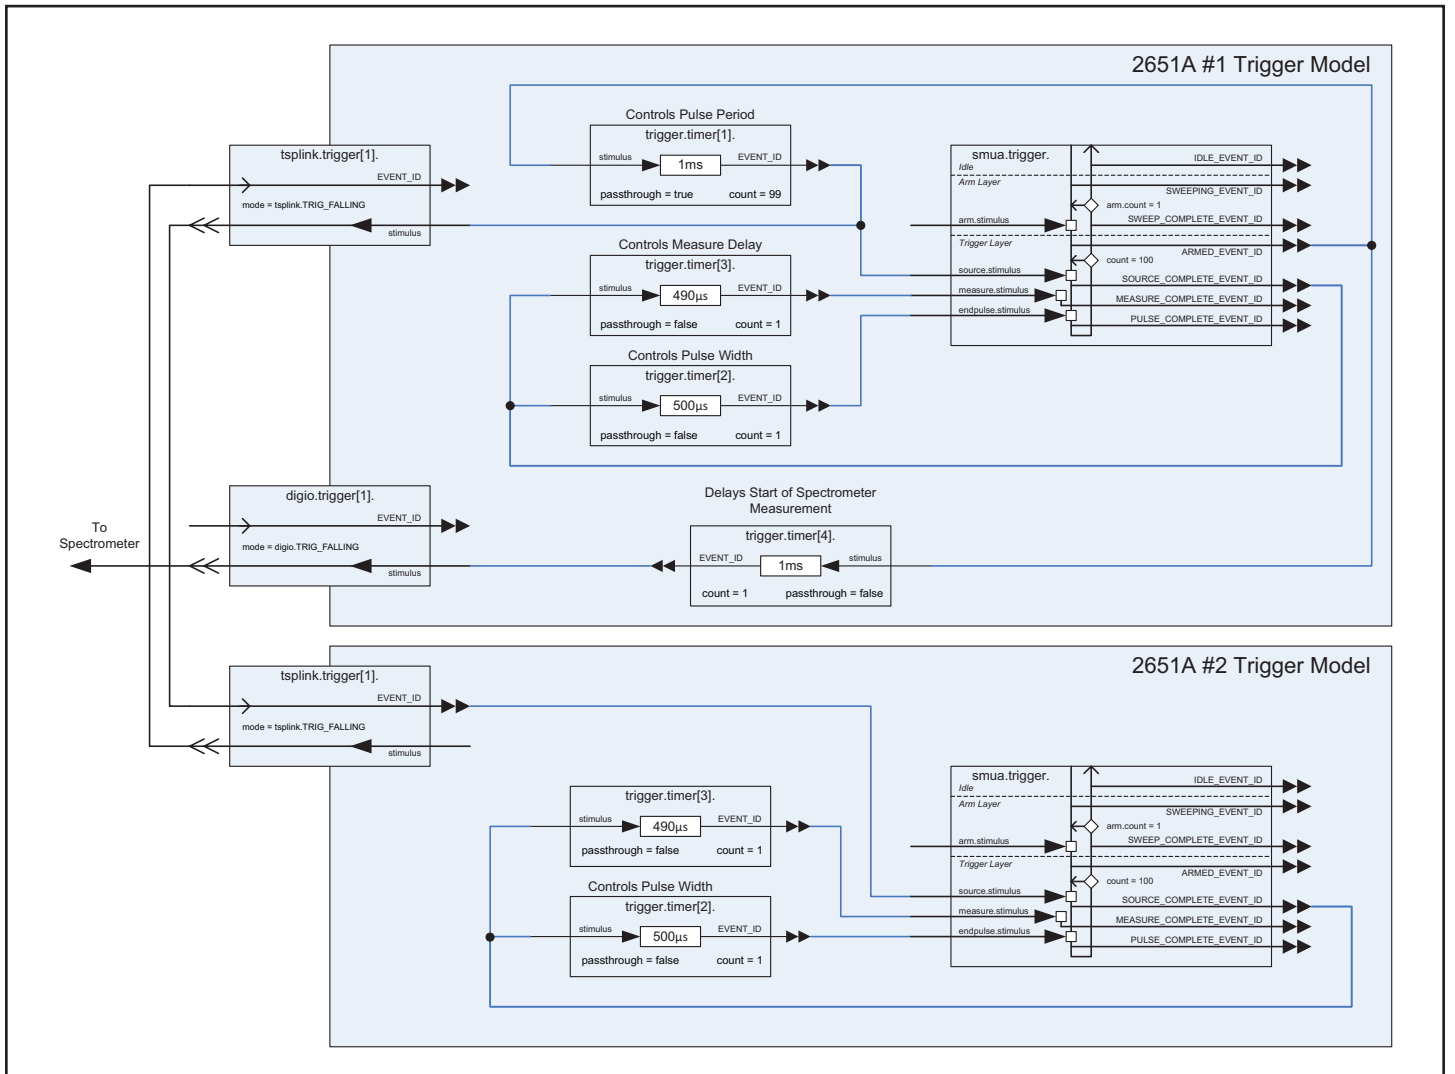 2651A #1 Trigger Model
Controls Pulse Period
trigger.timer[1].
stimulus
1ms
EVENT_ID
passthrough = true
count = 99
tsplink.trigger[1].
EVENT_ID
mode = tsplink.TRIG_FALLING
stimulus
smua.trigger.
Idle
IDLE_EVENT_ID
Arm Layer
SWEEPING_EVENT_ID
arm.count = 1
arm.stimulus
SWEEP_COMPLETE_EVENT_ID
Trigger Layer
ARMED_EVENT_ID
count = 100
source.stimulus
SOURCE_COMPLETE_EVENT_ID
measure.stimulus
MEASURE_COMPLETE_EVENT_ID
endpulse.stimulus
PULSE_COMPLETE_EVENT_ID
Controls Measure Delay
trigger.timer[3].
stimulus
490µs
EVENT_ID
passthrough = false
count = 1
Controls Pulse Width
trigger.timer[2].
stimulus
500µs
EVENT_ID
passthrough = false
count = 1
digio.trigger[1].
EVENT_ID
mode = digio.TRIG_FALLING
stimulus
To
Spectrometer
Delays Start of Spectrometer
Measurement
trigger.timer[4].
EVENT_ID
1ms
stimulus
count = 1
passthrough = false
2651A #2 Trigger Model
tsplink.trigger[1].
EVENT_ID
mode = tsplink.TRIG_FALLING
stimulus
trigger.timer[3].
stimulus
490µs
EVENT_ID
passthrough = false
count = 1
Controls Pulse Width
trigger.timer[2].
stimulus
500µs
EVENT_ID
passthrough = false
count = 1
smua.trigger.
Idle
IDLE_EVENT_ID
Arm Layer
SWEEPING_EVENT_ID
arm.count = 1
arm.stimulus
SWEEP_COMPLETE_EVENT_ID
Trigger Layer
ARMED_EVENT_ID
count = 100
source.stimulus
SOURCE_COMPLETE_EVENT_ID
measure.stimulus
MEASURE_COMPLETE_EVENT_ID
endpulse.stimulus
PULSE_COMPLETE_EVENT_ID